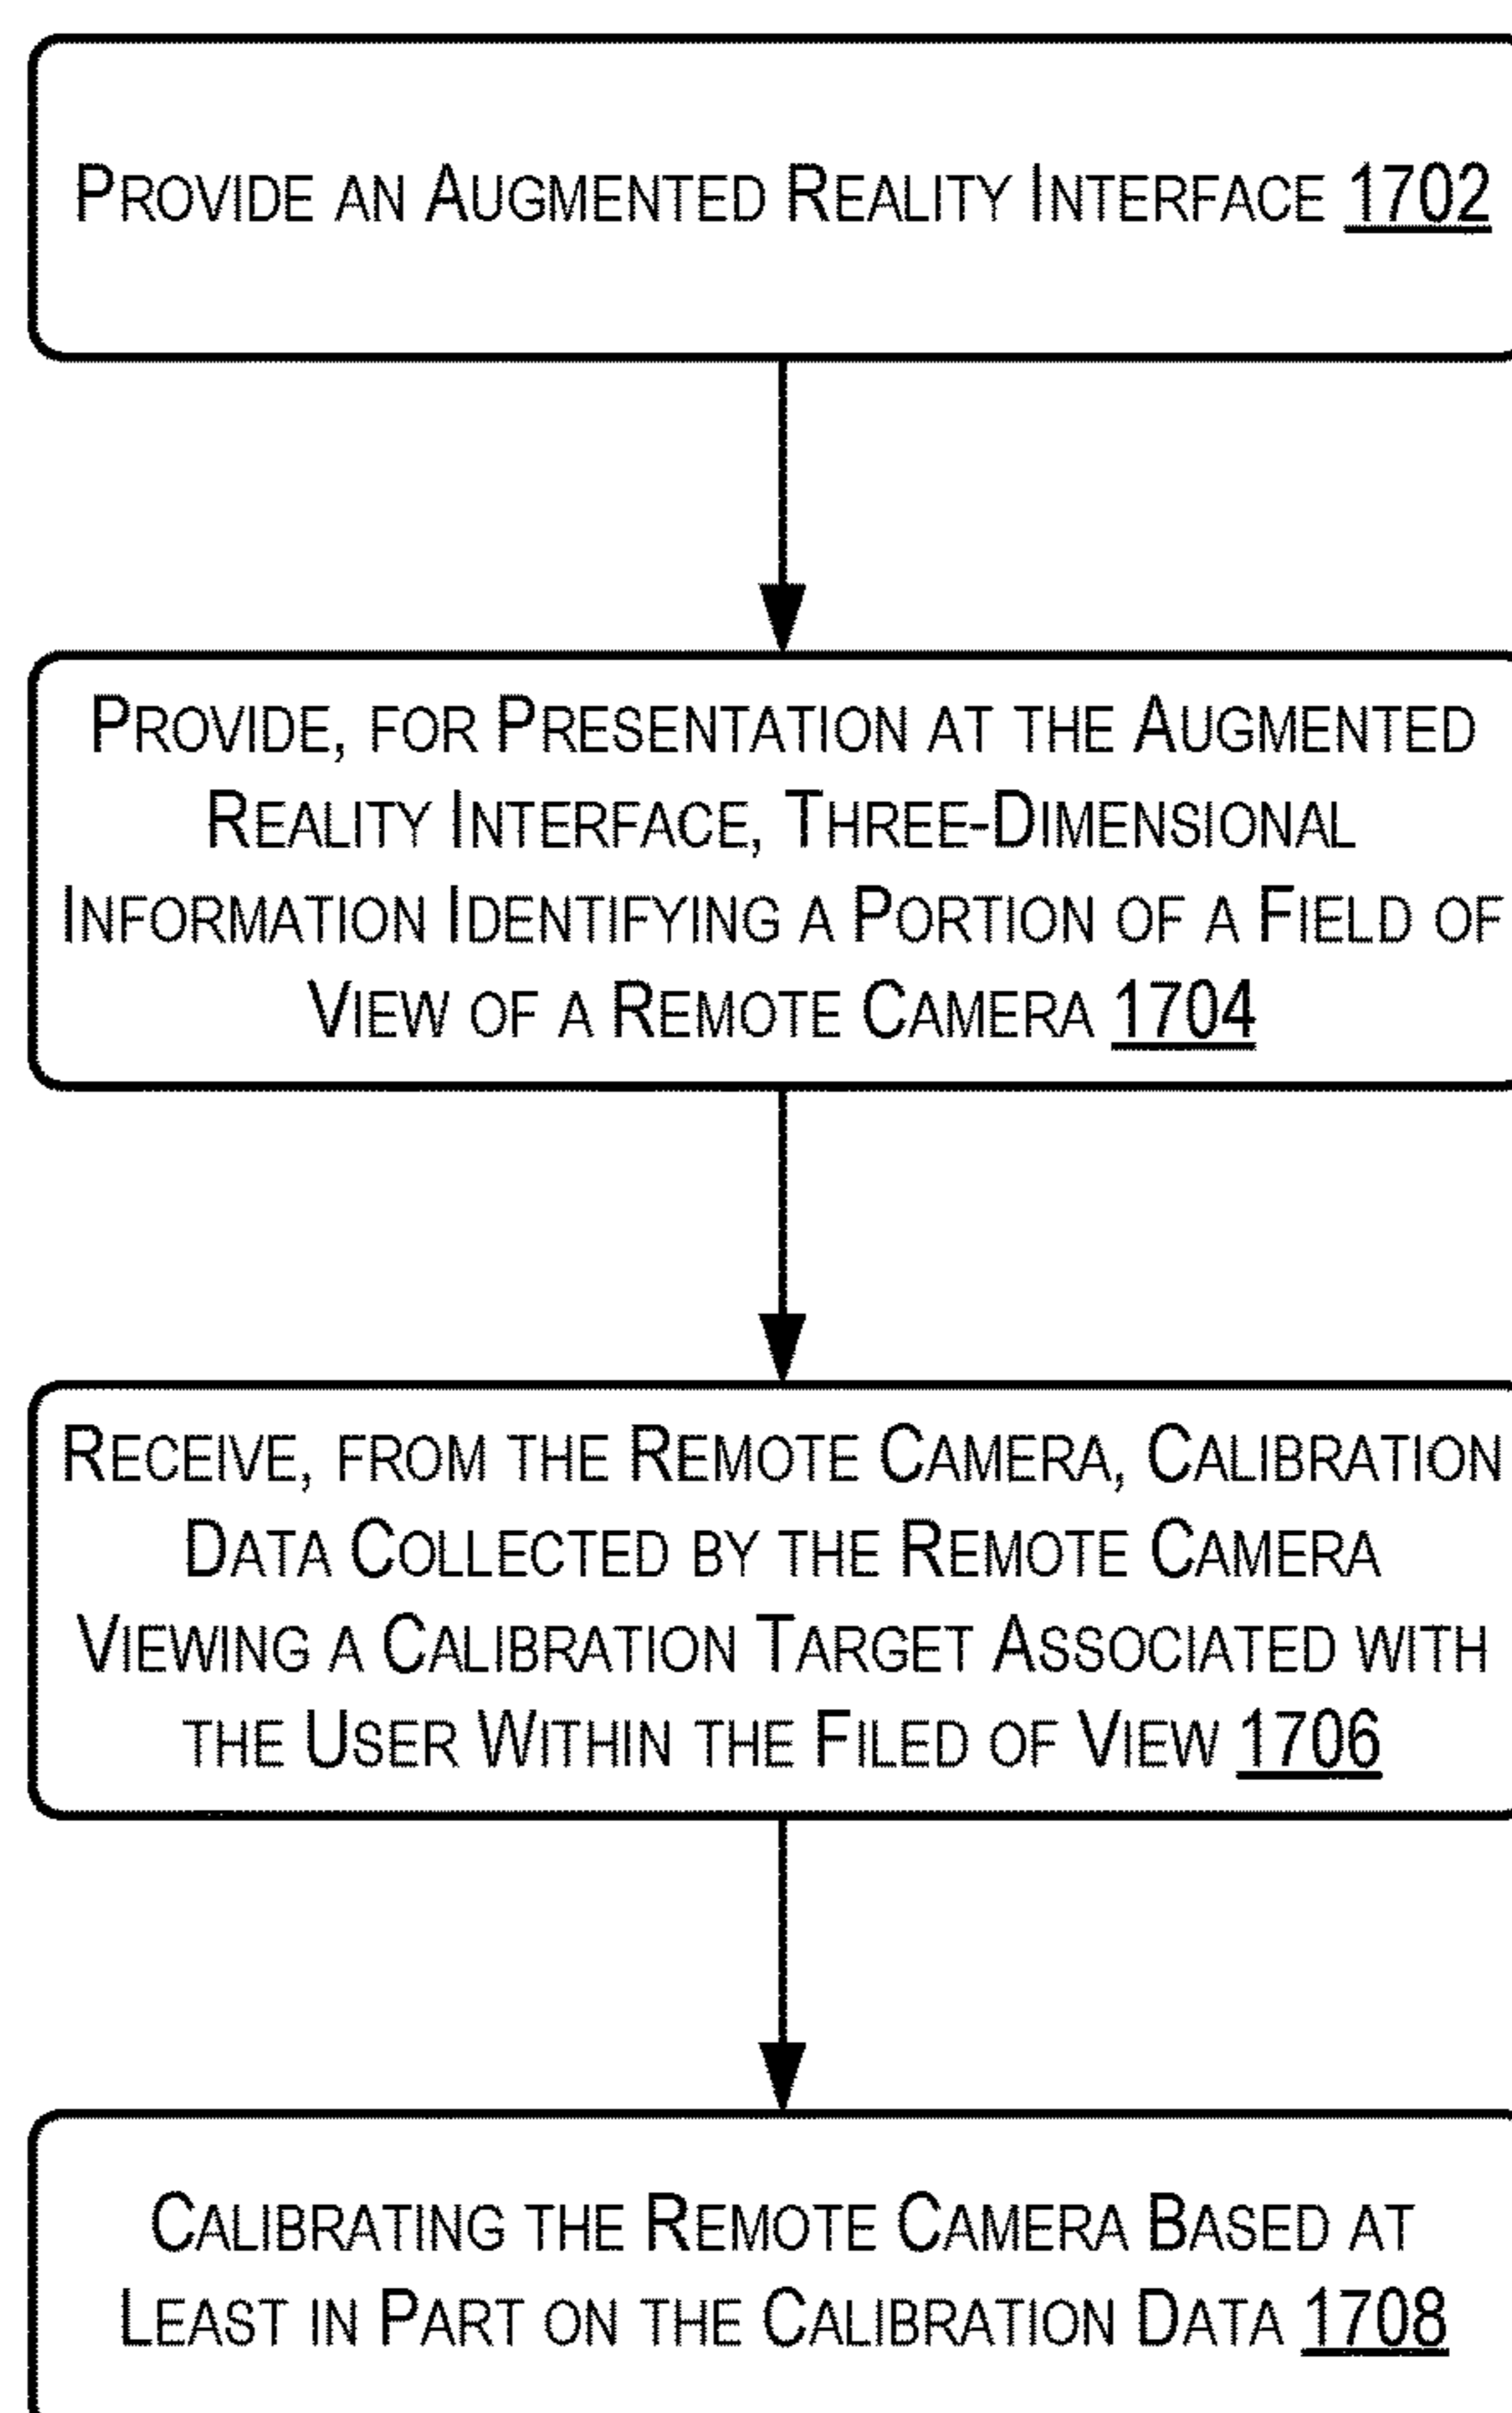 PROVIDE AN AUGMENTED REALITY INTERFACE 1702
PROVIDE, FOR PRESENTATION AT THE AUGMENTED
REALITY INTERFACE, THREE-DIMENSIONAL
INFORMATION IDENTIFYING A PORTION OF A FIELD OF
VIEW OF A REMOTE CAMERA 1704
RECEIVE, FROM THE REMOTE CAMERA, CALIBRATION
DATA COLLECTED BY THE REMOTE CAMERA
VIEWING A CALIBRATION TARGET ASSOCIATED WITH
THE USER WITHIN THE FILED OF VIEW 1706
CALIBRATING THE REMOTE CAMERA BASED AT
LEAST IN PART ON THE CALIBRATION DATA 1708